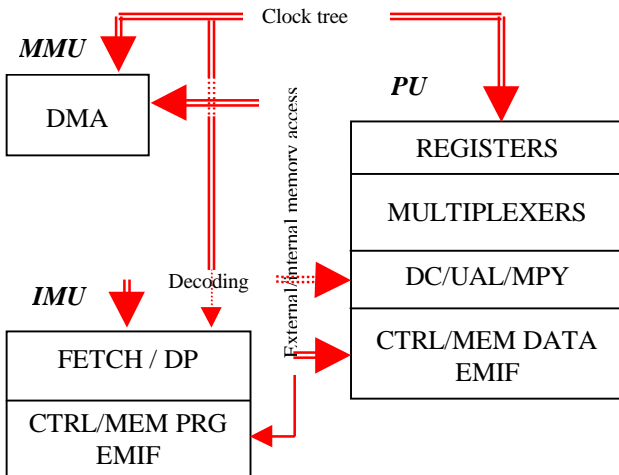 Clock tree
MMU
PU
DMA
External/internal memory access
REGISTERS
MULTIPLEXERS
Decoding
DC/UAL/MPY
IMU
FETCH / DP
CTRL/MEM DATA
EMIF
CTRL/MEM PRG
EMIF